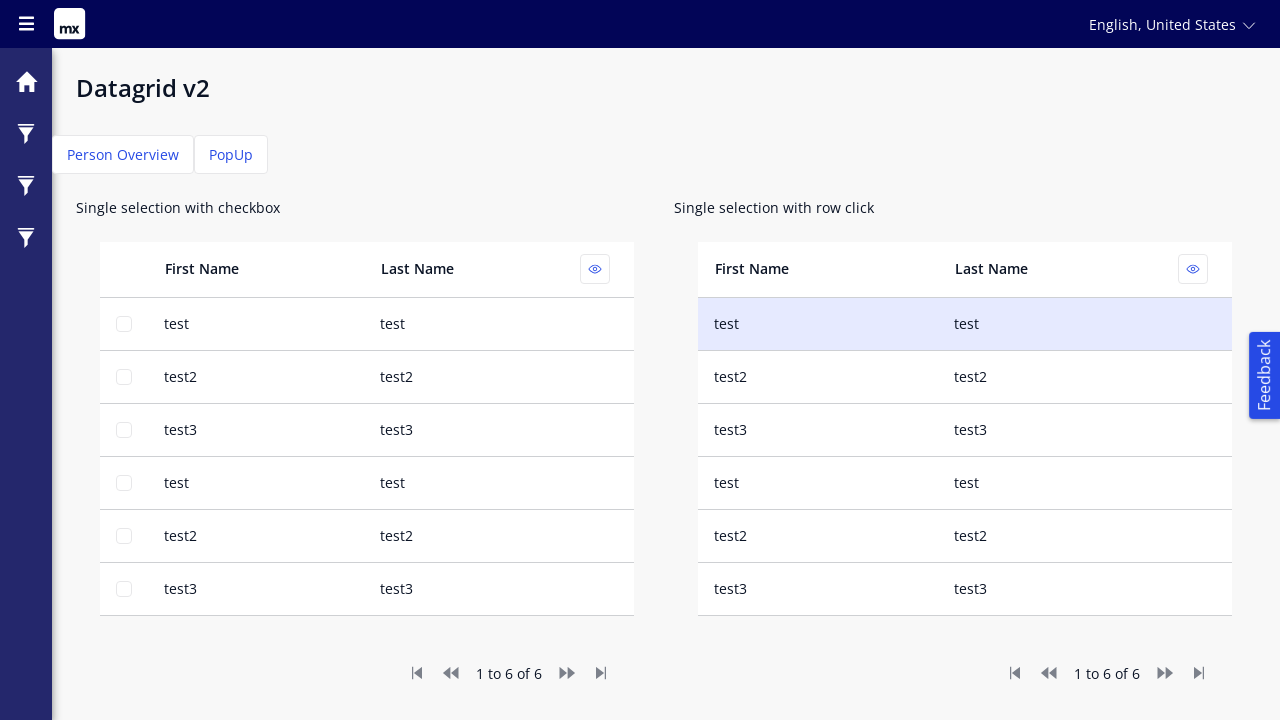 mx
English, United States
Datagrid v2
Person Overview PopUp
Single selection with checkbox
First Name Last Name
test test
test2 test2
test3 test3
test test
test2 test2
test3 test3
1 to 6 of 6
Single selection with row click
First Name Last Name
test test
test2 test2
test3 test3
test test
test2 test2
test3 test3
1 to 6 of 6
Feedback